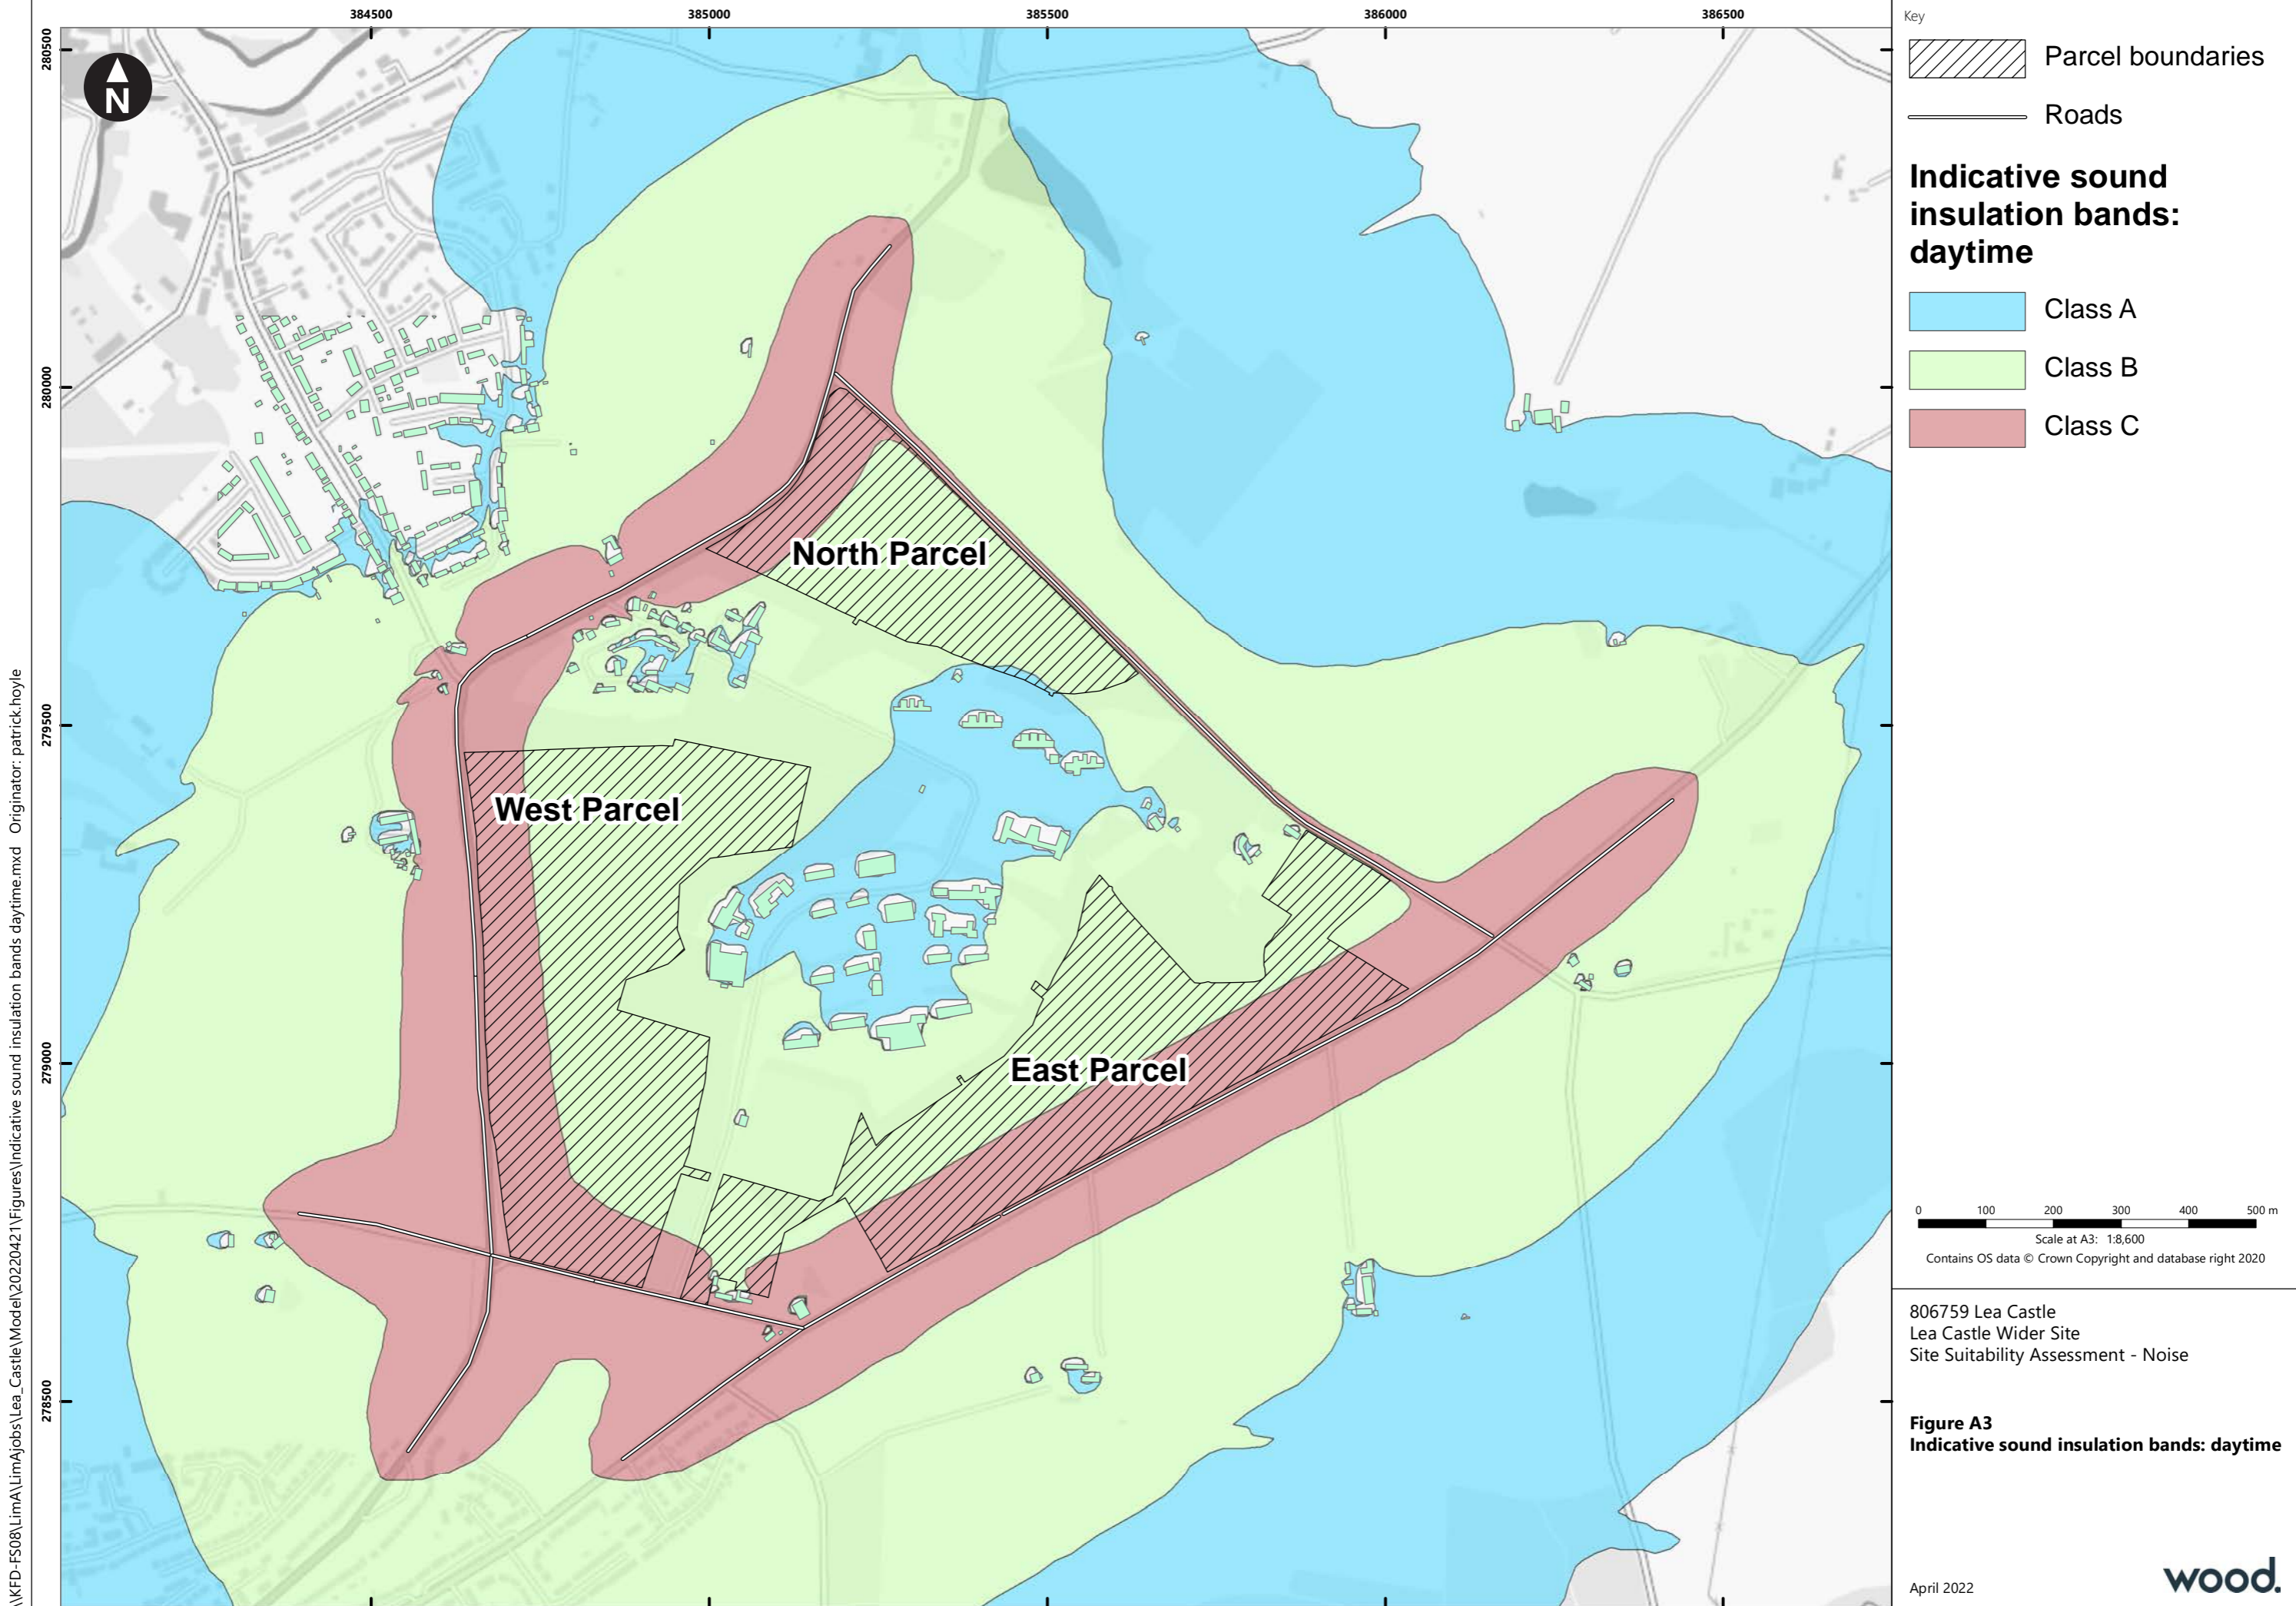 384500
385000
385500
386000
386500
280500
280000
279500
279000
278500
N
North Parcel
West Parcel
East Parcel
\\KFD-FS08\LimA\LimAjobs\Lea_Castle\Model\20220421\Figures\Indicative sound insulation bands daytime.mxd Originator: patrick.hoyle
Key
Parcel boundaries
Roads
Indicative sound
insulation bands:
daytime
Class A
Class B
Class C
0 100 200 300 400 500 m
Scale at A3: 1:8,600
Contains OS data © Crown Copyright and database right 2020
806759 Lea Castle
Lea Castle Wider Site
Site Suitability Assessment - Noise
Figure A3
Indicative sound insulation bands: daytime
April 2022
wood.